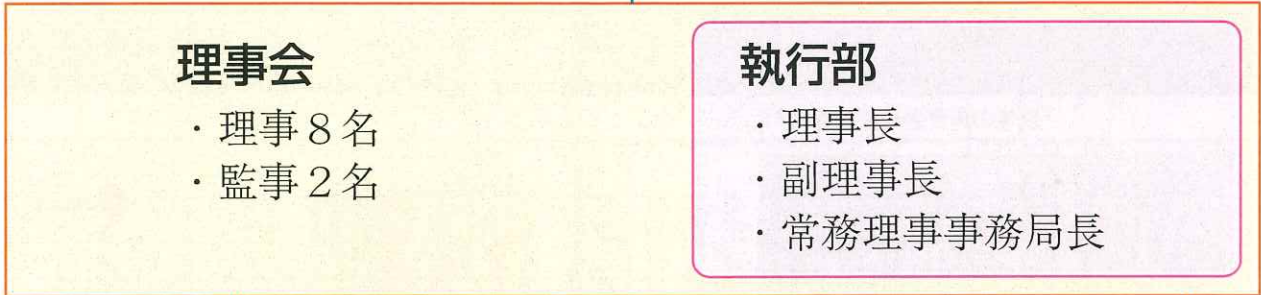 理事会
・理事8名
・監事2名
執行部
・理事長
・副理事長
・常務理事事務局長